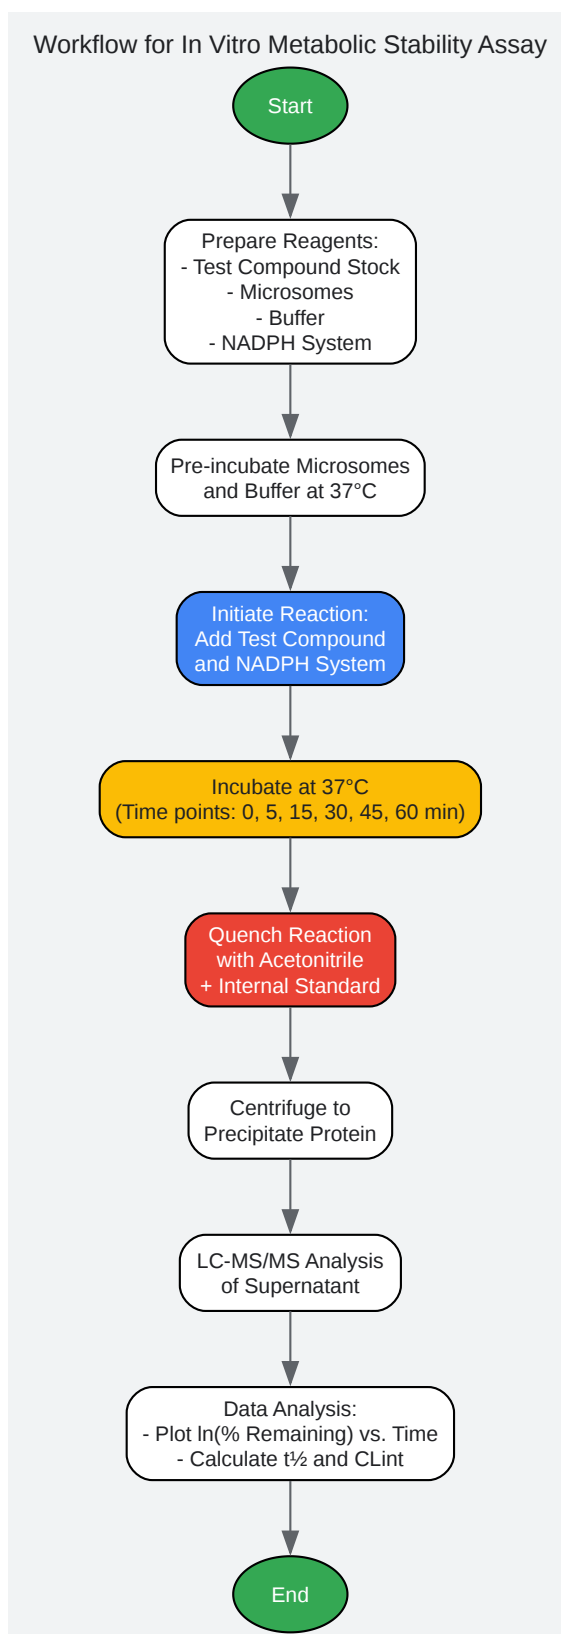 Workflow for In Vitro Metabolic Stability Assay
Start
Prepare Reagents:
- Test Compound Stock
- Microsomes
- Buffer
- NADPH System
Pre-incubate Microsomes
and Buffer at 37°C
Initiate Reaction:
Add Test Compound
and NADPH System
Incubate at 37°C
(Time points: 0, 5, 15, 30, 45, 60 min)
Quench Reaction
with Acetonitrile
+ Internal Standard
Centrifuge to
Precipitate Protein
LC-MS/MS Analysis
of Supernatant
Data Analysis:
- Plot ln(% Remaining) vs. Time
- Calculate t½ and CLint
End